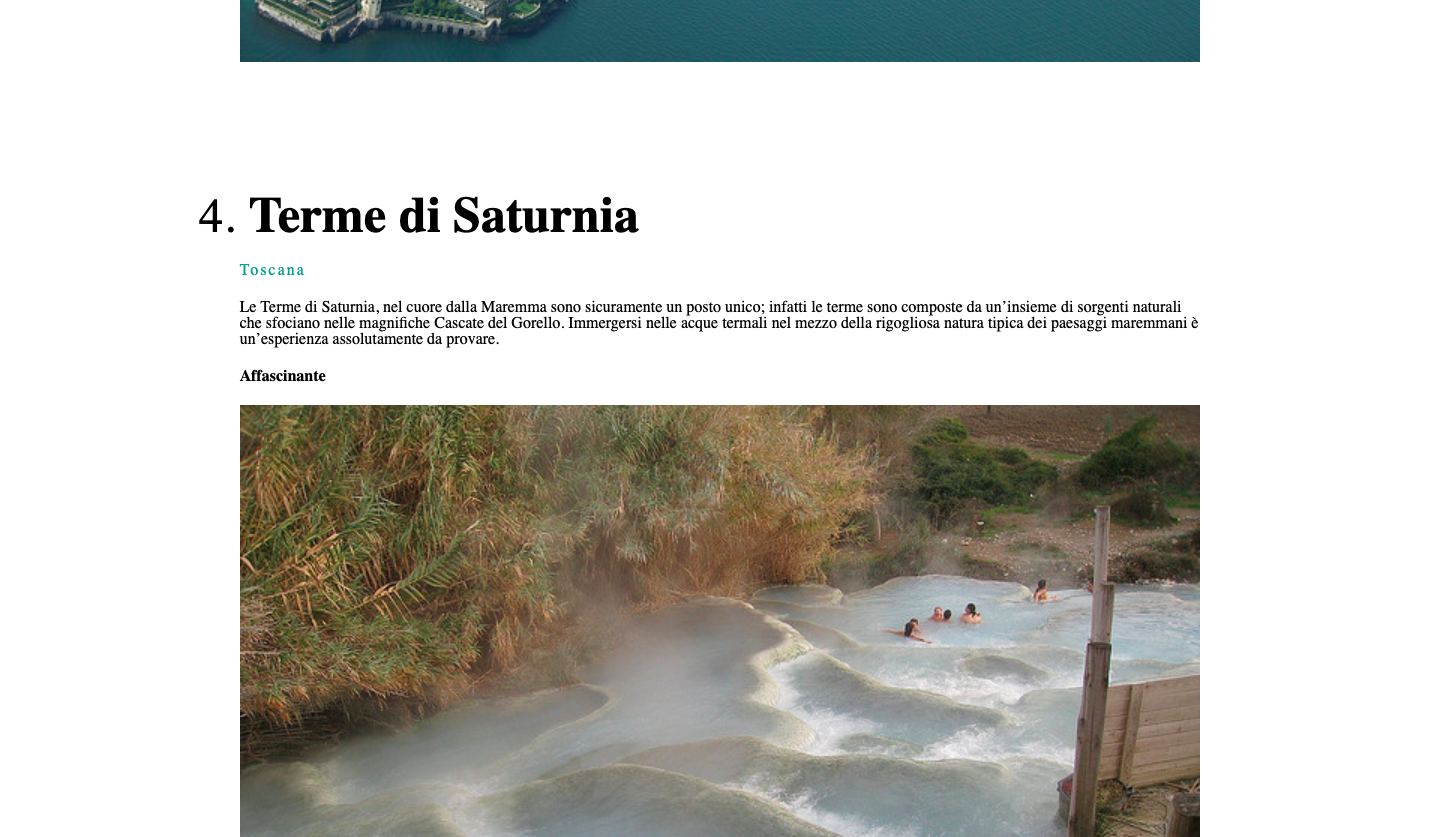 4. Terme di Saturnia
Toscana
Le Terme di Saturnia, nel cuore dalla Maremma sono sicuramente un posto unico; infatti le terme sono composte da un’insieme di sorgenti naturali
che sfociano nelle magnifiche Cascate del Gorello. Immergersi nelle acque termali nel mezzo della rigogliosa natura tipica dei paesaggi maremmani è
un’esperienza assolutamente da provare.
Affascinante